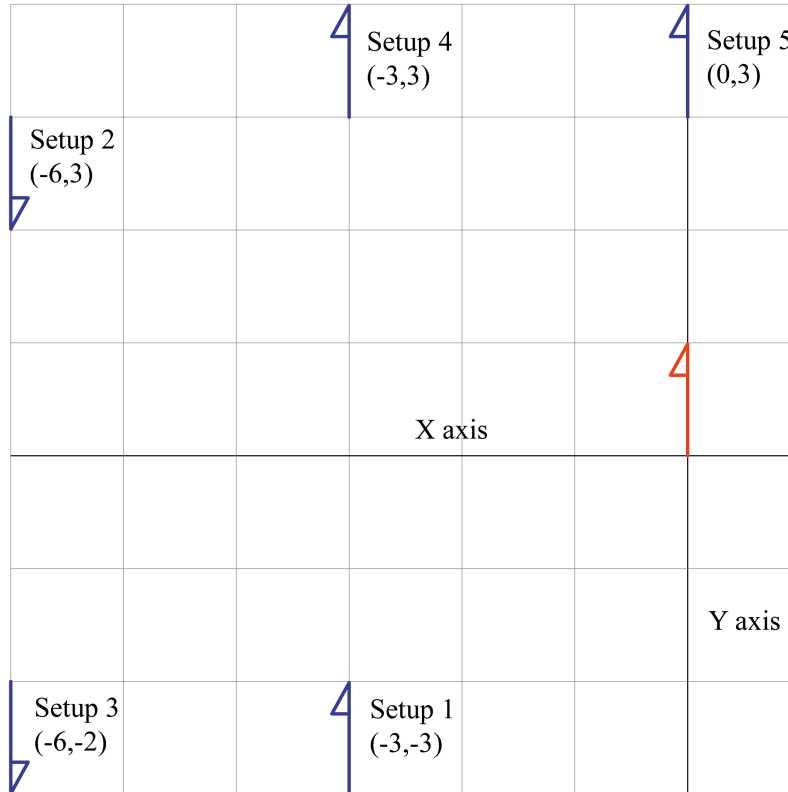 Setup 4
(-3,3)
Setup 5
(0,3)
Setup 2
(-6,3)
X axis
Y axis
Setup 3
(-6,-2)
Setup 1
(-3,-3)